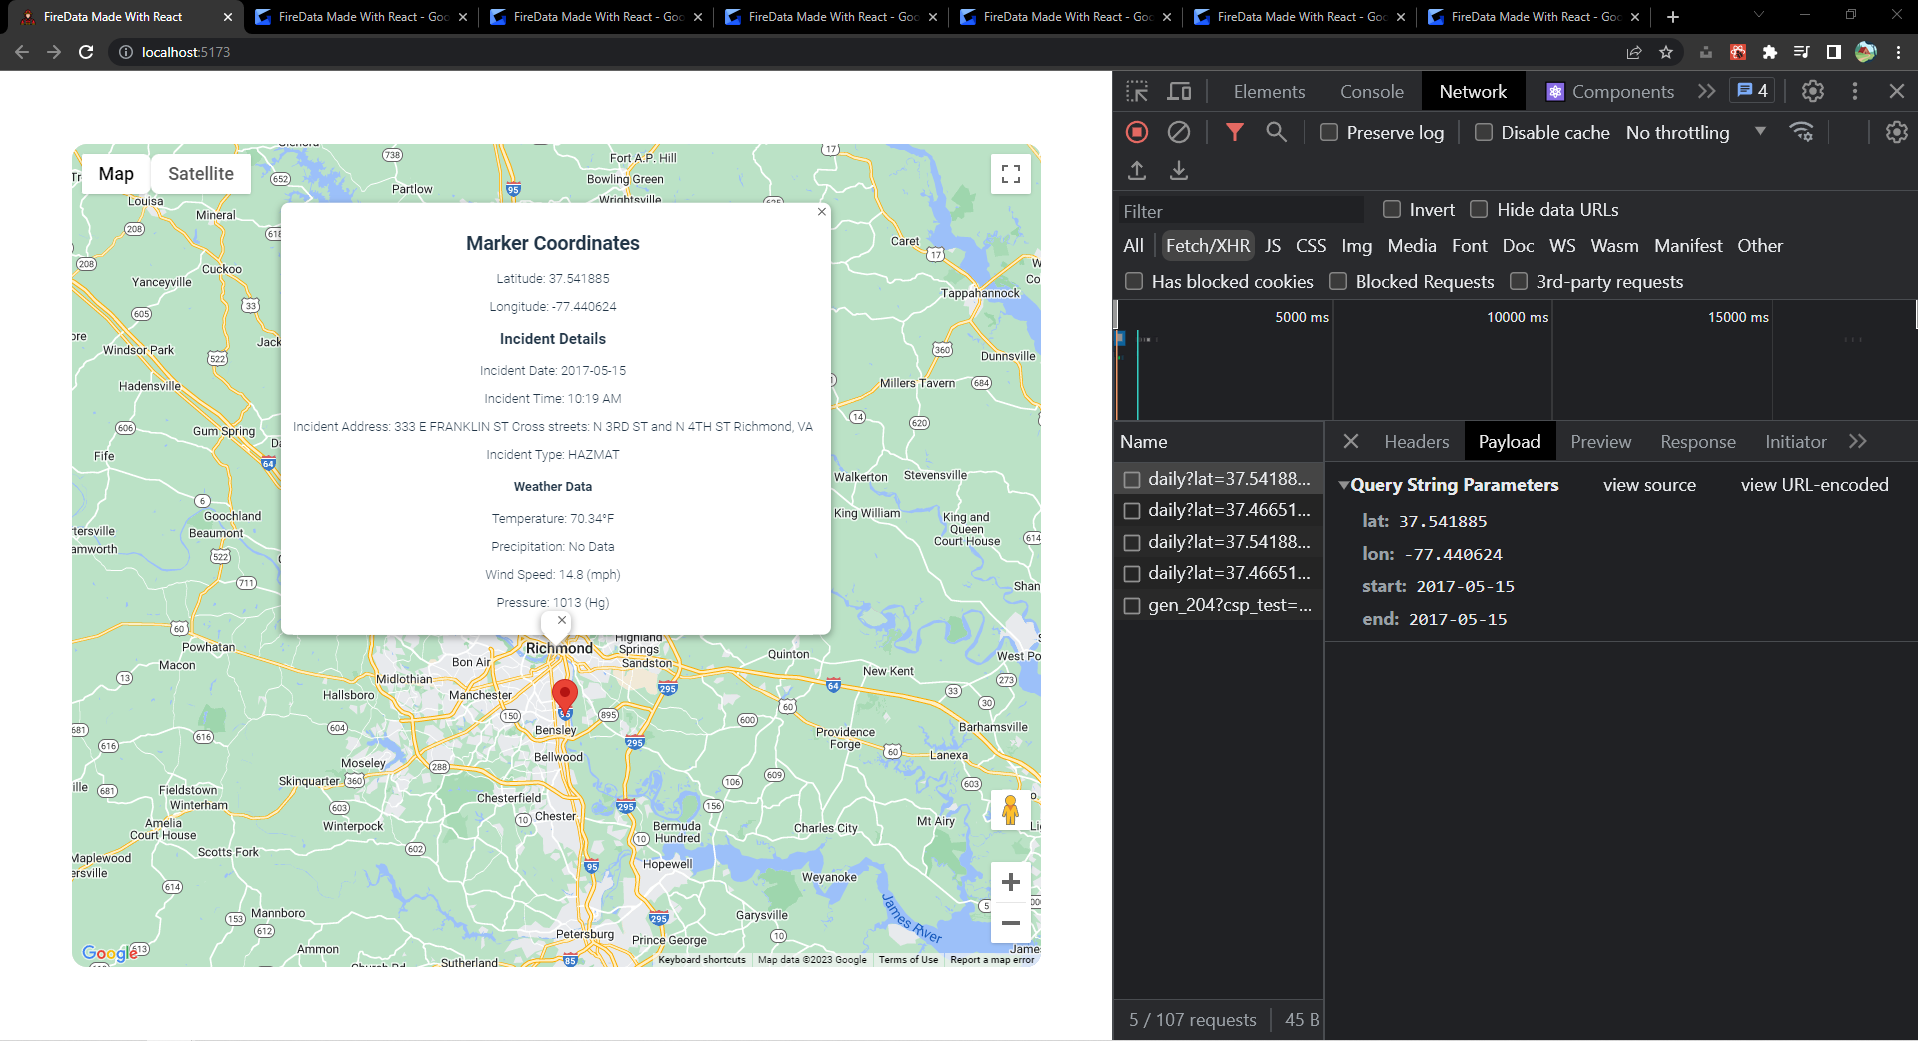 FireData Made With React
FireData Made With React - Goo
FireData Made With React - Goo
FireData Made With React - Goo
FireData Made With React - Goo
FireData Made With React - Goo
FireData Made With React - Goo
localhost:5173
Map
Satellite
Marker Coordinates
Latitude: 37.541885
Longitude: -77.440624
Incident Details
Incident Date: 2017-05-15
Incident Time: 10:19 AM
Incident Address: 333 E FRANKLIN ST Cross streets: N 3RD ST and N 4TH ST Richmond, VA
Incident Type: HAZMAT
Weather Data
Temperature: 70.34°F
Precipitation: No Data
Wind Speed: 14.8 (mph)
Pressure: 1013 (Hg)
Fort A.P. Hill
Bowling Green
Partlow
Louisa
Mineral
Caret
Cuckoo
Yanceyville
Tappahannock
Windsor Park
Dunnsville
Hadensville
Millers Tavern
Gum Spring
Fife
Walkerton
Stevensville
Goochland
Beaumont
King William
King and
Queen
Court House
Richmond
Highland
Springs
Sandston
Bon Air
Powhatan
Macon
Midlothian
Quinton
New Kent
West Po
Hallsboro
Manchester
Bensley
Barhamsville
Providence
Forge
Lanexa
Moseley
Bellwood
Skinquarter
Fieldstown
Winterham
Chesterfield
Chester
Amelia
Court House
Winterpock
Bermuda
Hundred
Charles City
Mt Airy
Maplewood
Scotts Fork
Hopewell
Weyanoke
Mannboro
Garysville
James River
Ammon
Petersburg
Prince George
Sutherland
Google
Keyboard shortcuts
Map data ©2023 Google
Terms of Use
Report a map error
Elements
Console
Network
Components
4
Preserve log
Disable cache
No throttling
Filter
Invert
Hide data URLs
All
Fetch/XHR
JS
CSS
Img
Media
Font
Doc
WS
Wasm
Manifest
Other
Has blocked cookies
Blocked Requests
3rd-party requests
5000 ms
10000 ms
15000 ms
Name
Headers
Payload
Preview
Response
Initiator
daily?lat=37.54188...
daily?lat=37.46651...
daily?lat=37.54188...
daily?lat=37.46651...
gen_204?csp_test=...
Query String Parameters
view source
view URL-encoded
lat: 37.541885
lon: -77.440624
start: 2017-05-15
end: 2017-05-15
5 / 107 requests
45 B